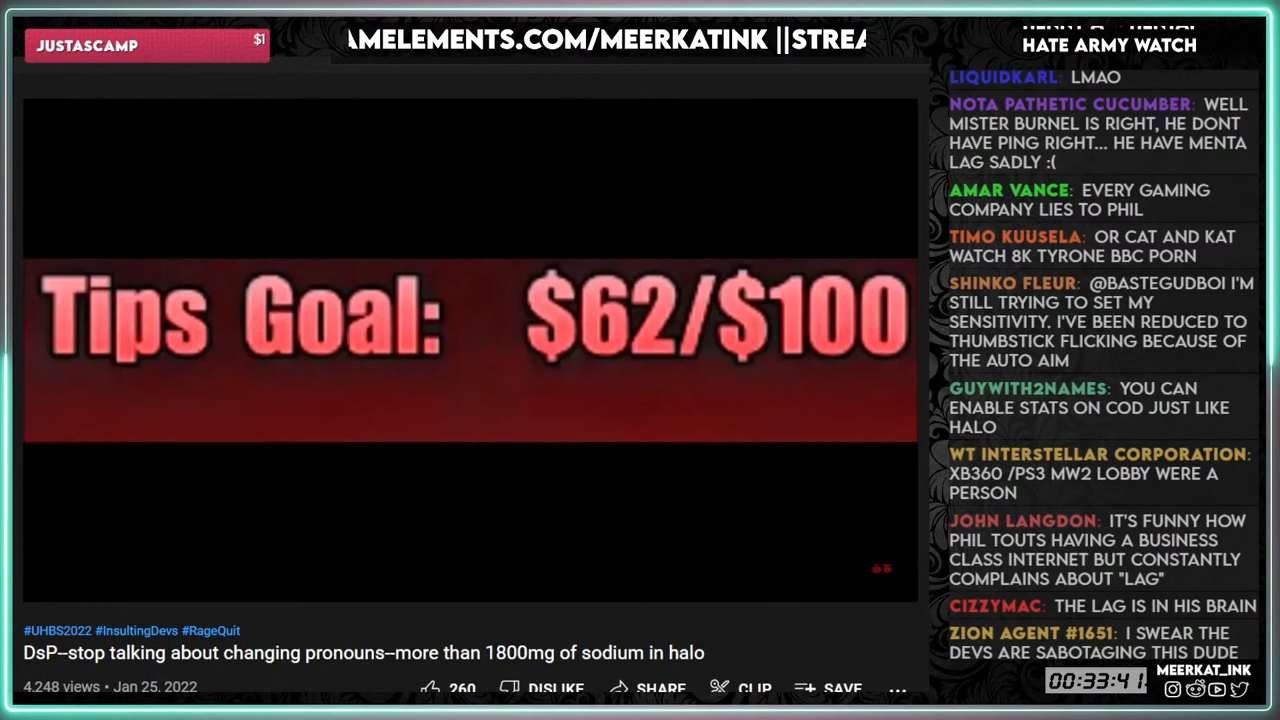 JUSTASCAMP
$1
AMELEMENTS.COM/MEERKATINK ||STREA
HATE ARMY WATCH
LIQUIDKARL: LMAO
NOTA PATHETIC CUCUMBER: WELL
MISTER BURNEL IS RIGHT, HE DONT
HAVE PING RIGHT... HE HAVE MENTA
LAG SADLY :(
AMAR VANCE: EVERY GAMING
COMPANY LIES TO PHIL
TIMO KUUSELA: OR CAT AND KAT
WATCH 8K TYRONE BBC PORN
SHINKO FLEUR: @BASTEGUDBOI I'M
STILL TRYING TO SET MY
SENSITIVITY. I'VE BEEN REDUCED TO
THUMBSTICK FLICKING BECAUSE OF
THE AUTO AIM
GUYWITH2NAMES: YOU CAN
ENABLE STATS ON COD JUST LIKE
HALO
WT INTERSTELLAR CORPORATION:
XB360 /PS3 MW2 LOBBY WERE A
PERSON
JOHN LANGDON: IT'S FUNNY HOW
PHIL TOUTS HAVING A BUSINESS
CLASS INTERNET BUT CONSTANTLY
COMPLAINS ABOUT "LAG"
CIZZYMAC: THE LAG IS IN HIS BRAIN
ZION AGENT #1651: I SWEAR THE
DEVS ARE SABOTAGING THIS DUDE
Tips Goal: $62/$100
#UHBS2022 #InsultingDevs #RageQuit
DsP--stop talking about changing pronouns--more than 1800mg of sodium in halo
4,248 views • Jan 25, 2022
260 DISLIKE SHARE CLIP SAVE ...
00:33:41
MEERKAT_INK